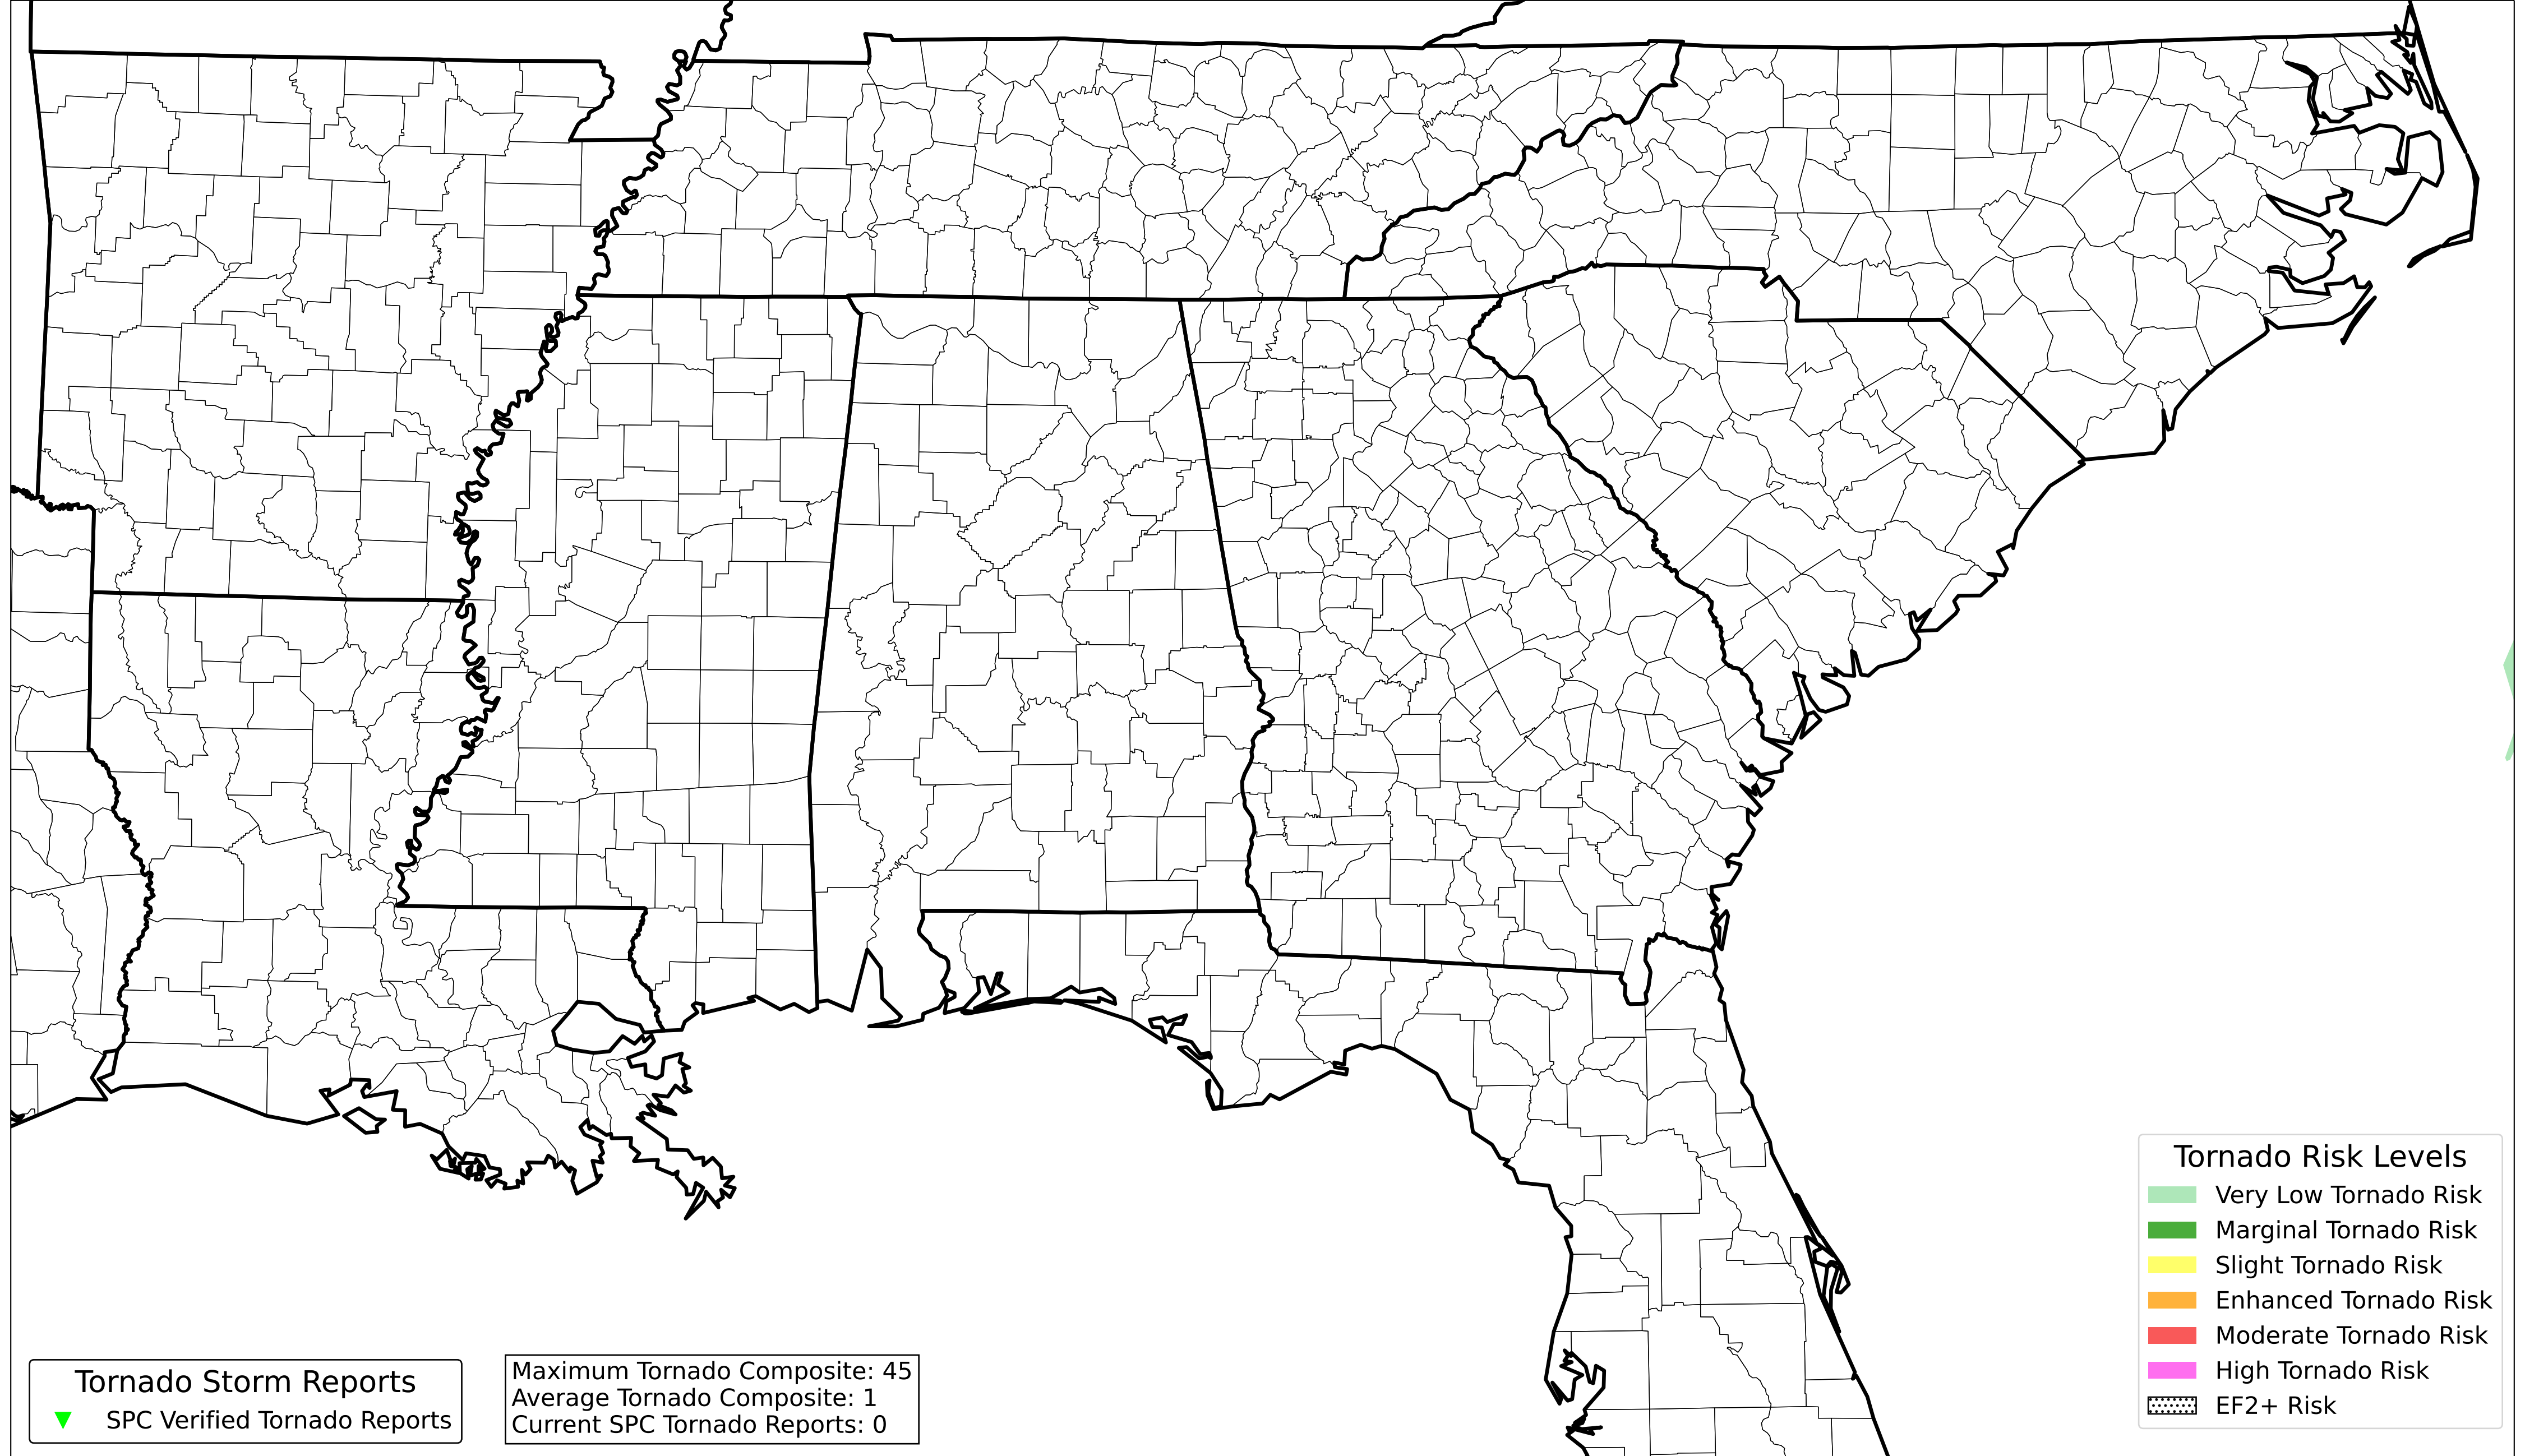 Tornado Risk Levels
Very Low Tornado Risk
Marginal Tornado Risk
Slight Tornado Risk
Enhanced Tornado Risk
Moderate Tornado Risk
High Tornado Risk
EF2+ Risk
Tornado Storm Reports
SPC Verified Tornado Reports
Maximum Tornado Composite: 45
Average Tornado Composite: 1
Current SPC Tornado Reports: 0